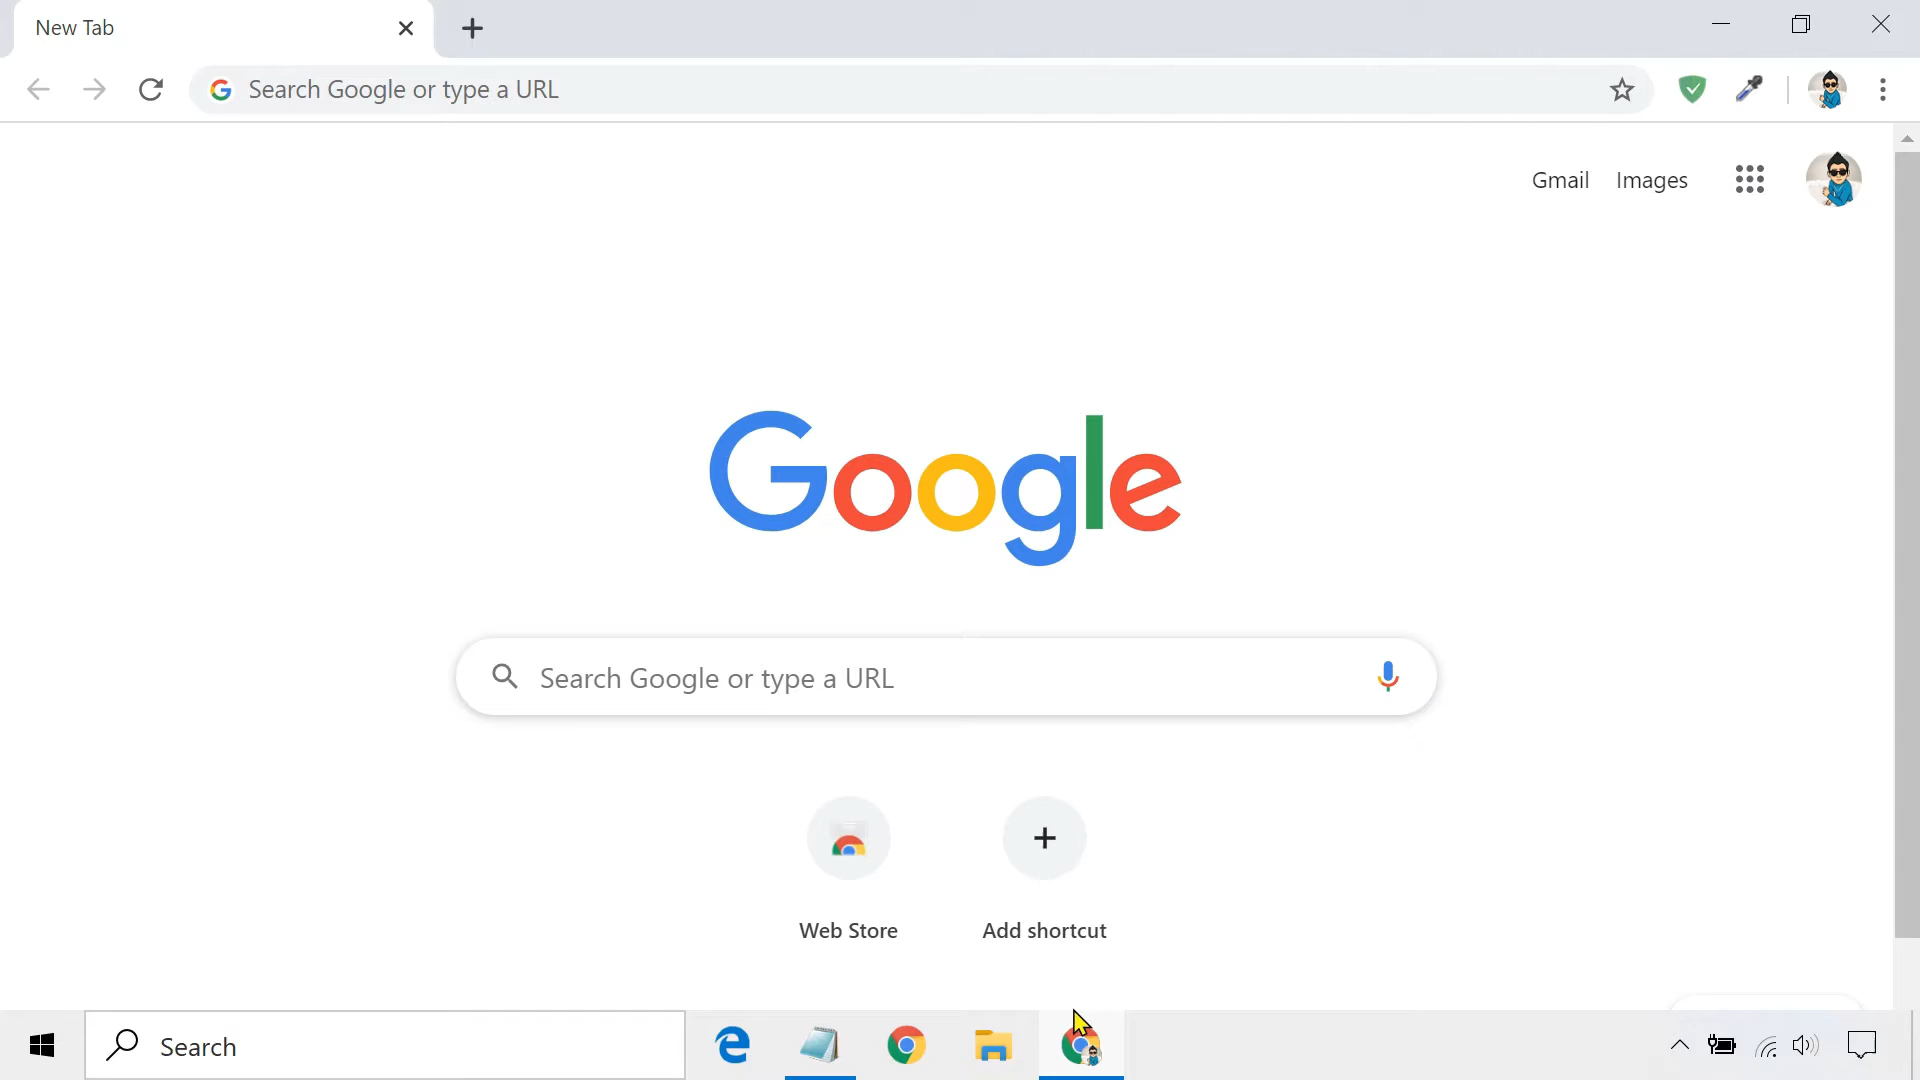 New Tab
Search Google or type a URL
Gmail Images
Google
Search Google or type a URL
Web Store Add shortcut
Search